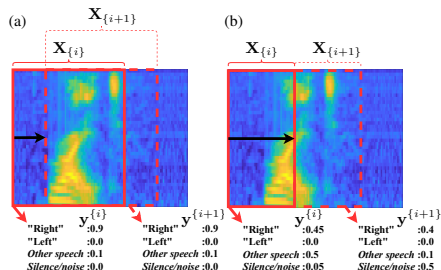 (a)
X{i+1}
X{i}
y{i}
"Right" :0.9
"Left" :0.0
Other speech :0.1
Silence/noise :0.0
y{i+1}
"Right" :0.9
"Left" :0.0
Other speech :0.1
Silence/noise :0.0
(b)
X{i}
X{i+1}
y{i}
"Right" :0.45
"Left" :0.0
Other speech :0.5
Silence/noise :0.05
y{i+1}
"Right" :0.4
"Left" :0.0
Other speech :0.1
Silence/noise :0.5